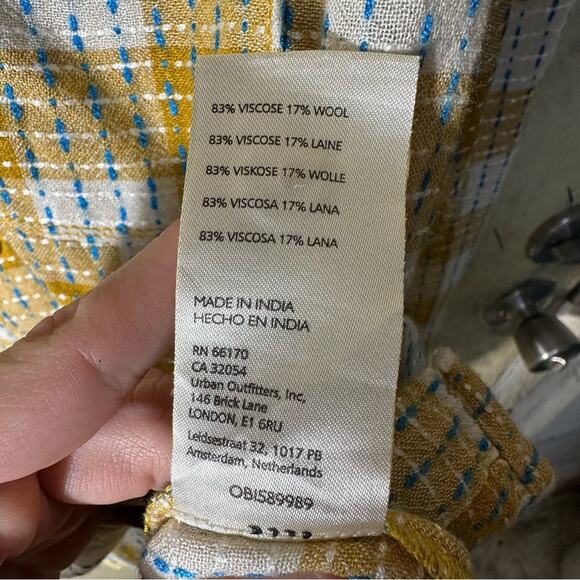 83% VISCOSE 17% WOOL
83% VISCOSE 17% LAINE
83% VISKOSE 17% WOLLE
83% VISCOSA 17% LANA
83% VISCOSA 17% LANA
MADE IN INDIA
HECHO EN INDIA
RN 66170
CA 32054
Urban Outfitters, Inc,
146 Brick Lane
LONDON, E1 6RU
Leidsestraat 32, 1017 PB
Amsterdam, Netherlands
OBI589989